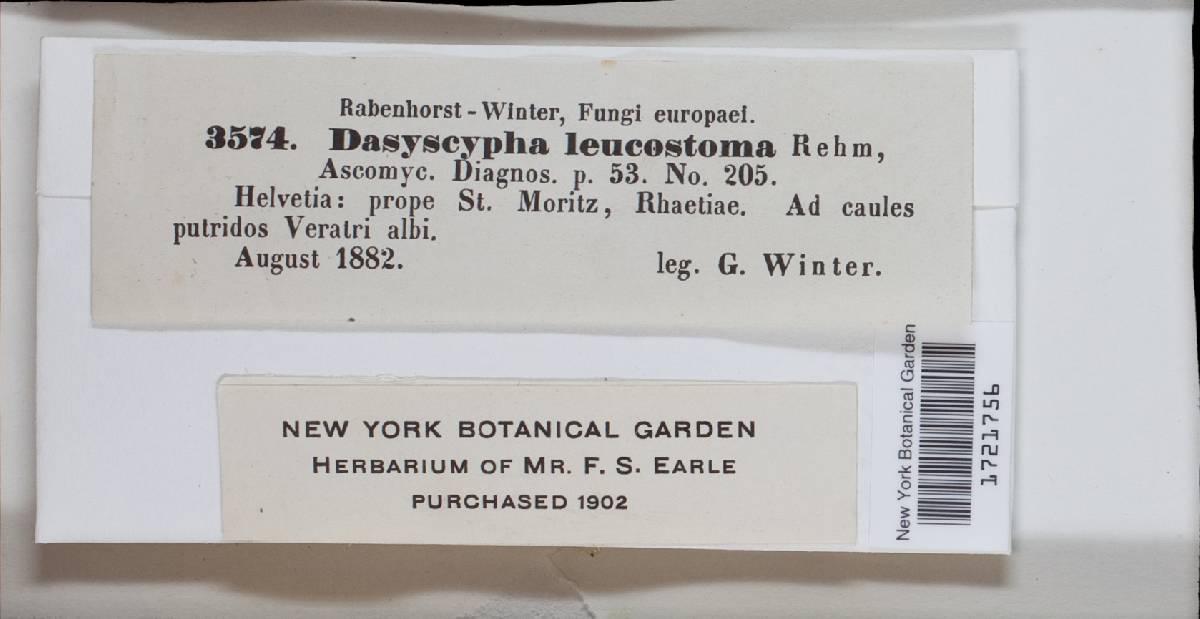 Rabenhorst-Winter, Fungi europaei.
3574. Dasyscypha leucostoma Rehm,
Ascomyc. Diagnos. p. 53. No. 205.
Helvetia: prope St. Moritz, Rhaetiae. Ad caules
putridos Veratri albi.
August 1882. leg. G. Winter.
NEW YORK BOTANICAL GARDEN
HERBARIUM OF MR. F. S. EARLE
PURCHASED 1902
New York Botanical Garden
1721756